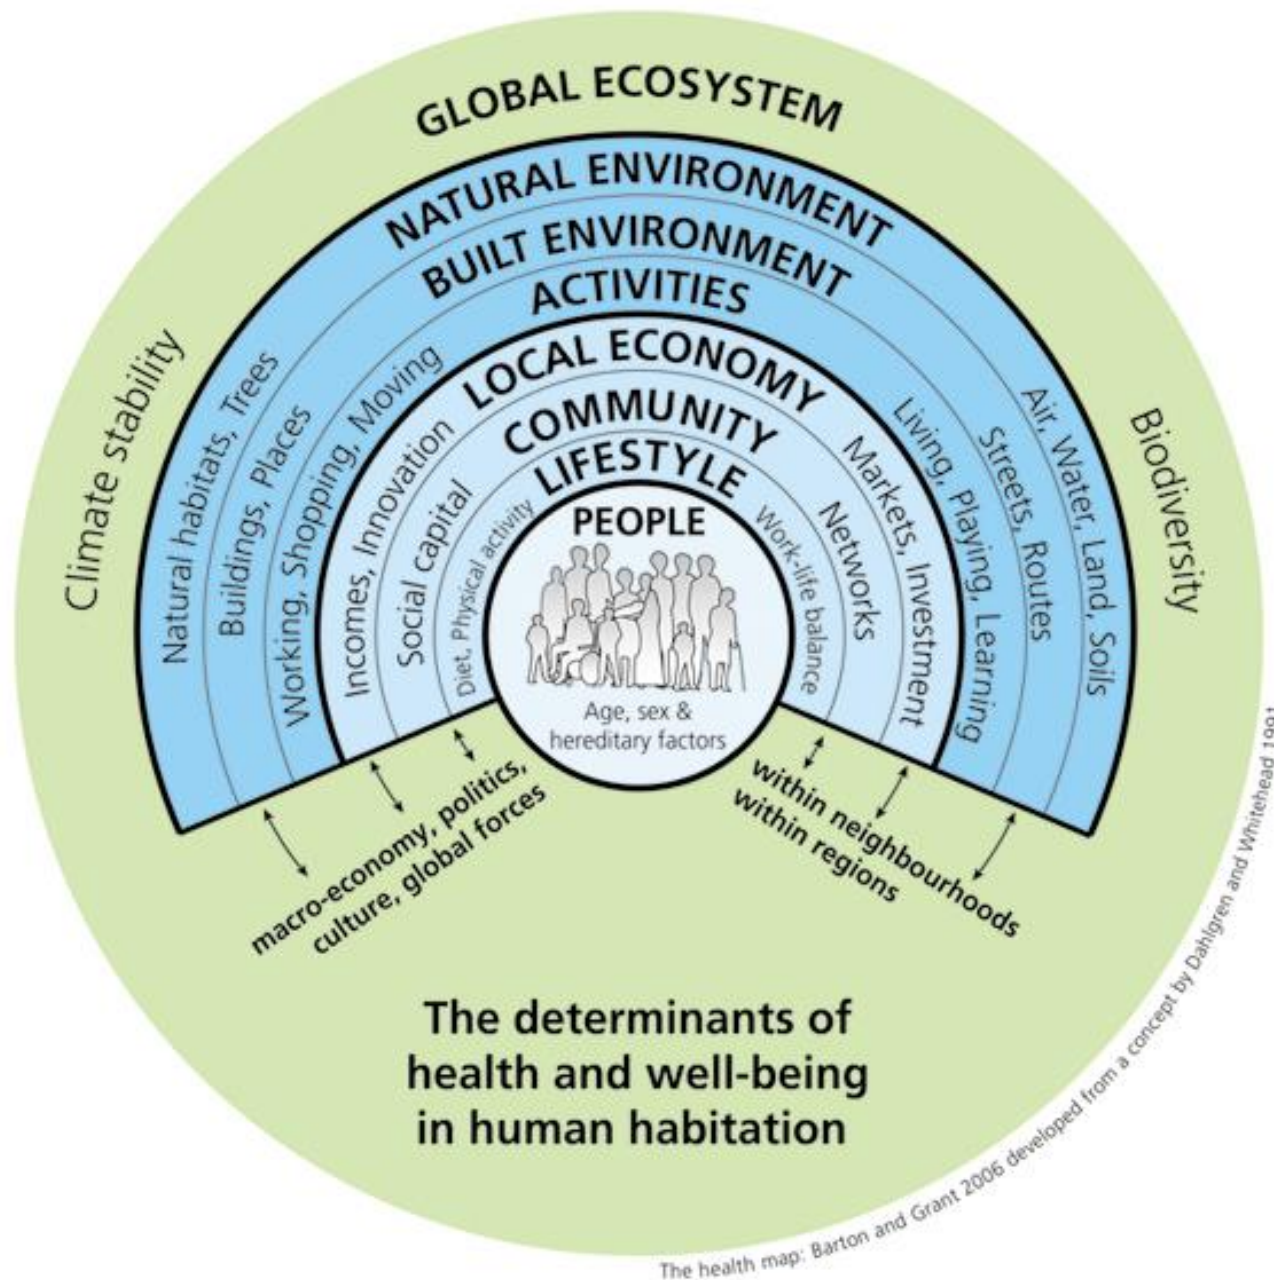 GLOBAL ECOSYSTEM
NATURAL ENVIRONMENT
BUILT ENVIRONMENT
ACTIVITIES
LOCAL ECONOMY
COMMUNITY
LIFESTYLE
PEOPLE
Age, sex &
hereditary factors
Climate stability
Natural habitats, Trees
Buildings, Places
Working, Shopping, Moving
Incomes, Innovation
Social capital
Diet, Physical activity
Work-life balance
Networks
Markets, Investment
Living, Playing, Learning
Streets, Routes
Air, Water, Land, Soils
Biodiversity
macro-economy, politics,
culture, global forces
within neighbourhoods
within regions
The determinants of
health and well-being
in human habitation
The health map: Barton and Grant 2006 developed from a concept by Dahlgren and Whitehead 1991